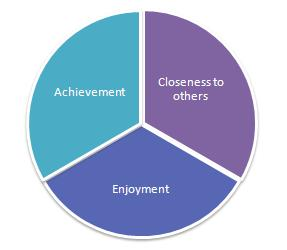 Achievement
Closeness to
others
Enjoyment